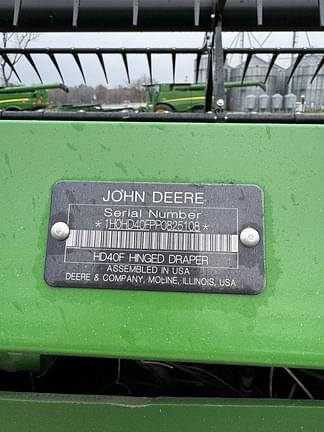 JOHN DEERE
Serial Number
*1H0HD40FPP0825108*
HD40F HINGED DRAPER
ASSEMBLED IN USA
DEERE & COMPANY, MOLINE, ILLINOIS, USA